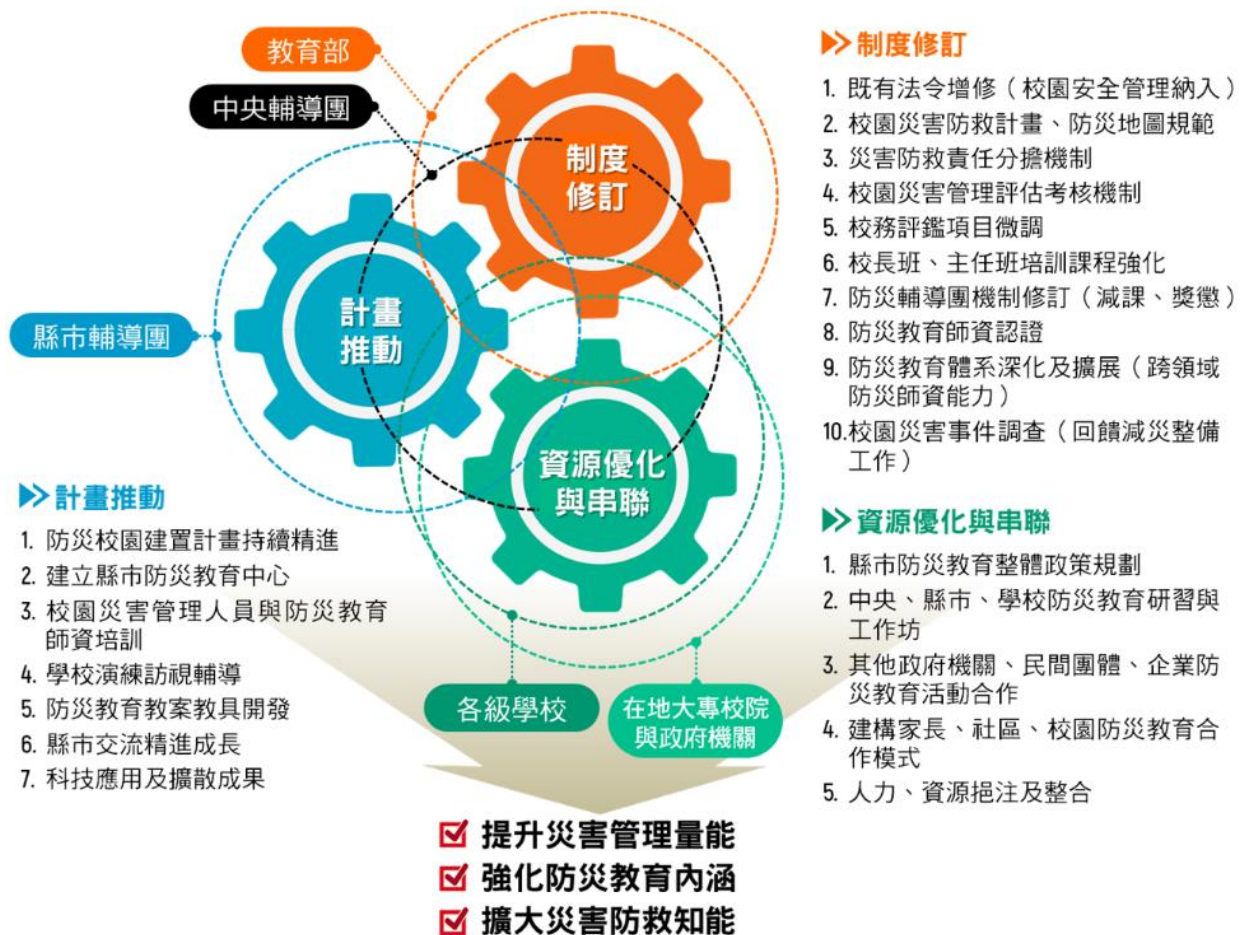 教育部
中央輔導團
縣市輔導團
制度
修訂
計畫
推動
資源優化
與串聯
各級學校
在地大專校院
與政府機關
制度修訂
1. 既有法令增修（校園安全管理納入）
2. 校園災害防救計畫、防災地圖規範
3. 災害防救責任分擔機制
4. 校園災害管理評估考核機制
5. 校務評鑑項目微調
6. 校長班、主任班培訓課程強化
7. 防災輔導團機制修訂（減課、獎懲）
8. 防災教育師資認證
9. 防災教育體系深化及擴展（跨領域
防災師資能力）
10.校園災害事件調查（回饋減災整備
工作）
計畫推動
1. 防災校園建置計畫持續精進
2. 建立縣市防災教育中心
3. 校園災害管理人員與防災教育
師資培訓
4. 學校演練訪視輔導
5. 防災教育教案教具開發
6. 縣市交流精進成長
7. 科技應用及擴散成果
資源優化與串聯
1. 縣市防災教育整體政策規劃
2. 中央、縣市、學校防災教育研習與
工作坊
3. 其他政府機關、民間團體、企業防
災教育活動合作
4. 建構家長、社區、校園防災教育合
作模式
5. 人力、資源挹注及整合
提升災害管理量能
強化防災教育內涵
擴大災害防救知能